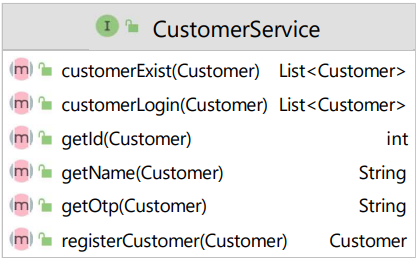 I CustomerService
m customerExist(Customer) List<Customer>
m customerLogin(Customer) List<Customer>
m getId(Customer) int
m getName(Customer) String
m getOtp(Customer) String
m registerCustomer(Customer) Customer